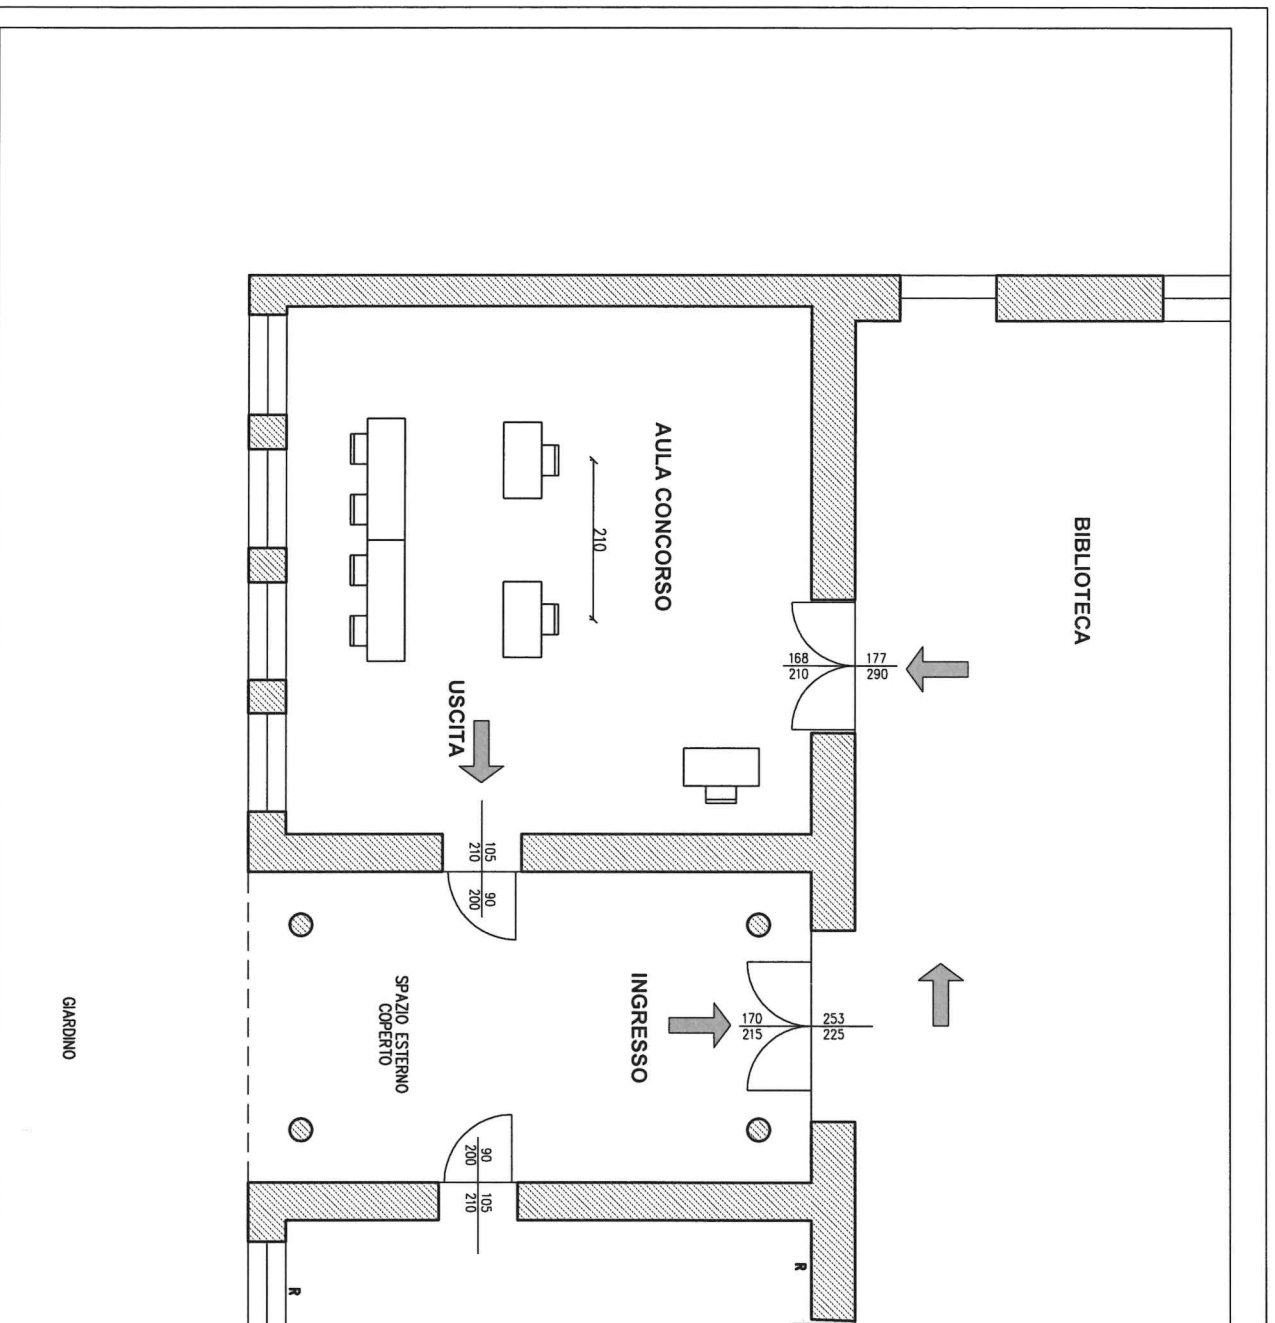 BIBLIOTECA
177
290
168
210
253
225
170
215
AULA CONCORSO
210
INGRESSO
USCITA
105
210
90
200
90
200
105
210
SPAZIO ESTERNO
COPERTO
GIARDINO
R
R